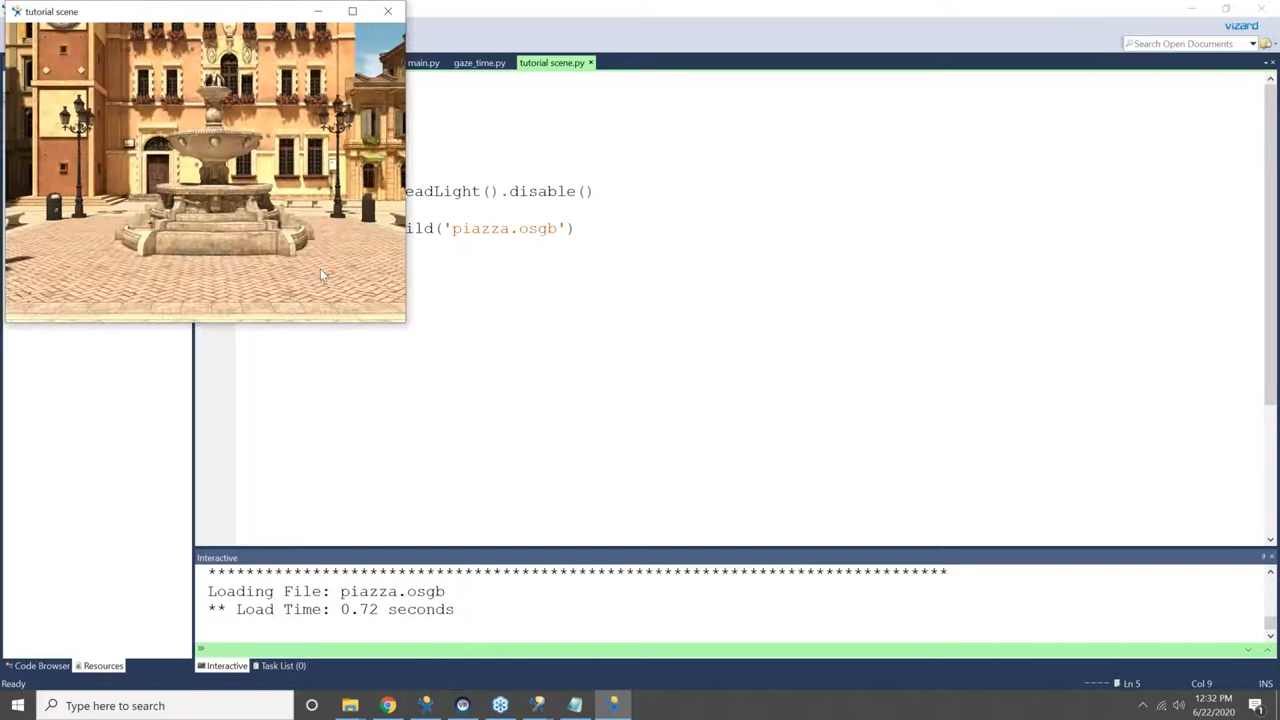 tutorial scene
vizard
Search Open Documents
main.py
gaze_time.py
tutorial scene.py
eadLight().disable()
ild('piazza.osgb')
Interactive
******************************************************************************
Loading File: piazza.osgb
** Load Time: 0.72 seconds
Code Browser
Resources
Interactive
Task List (0)
Ready
Ln 5
Col 9
INS
Type here to search
12:32 PM
6/22/2020